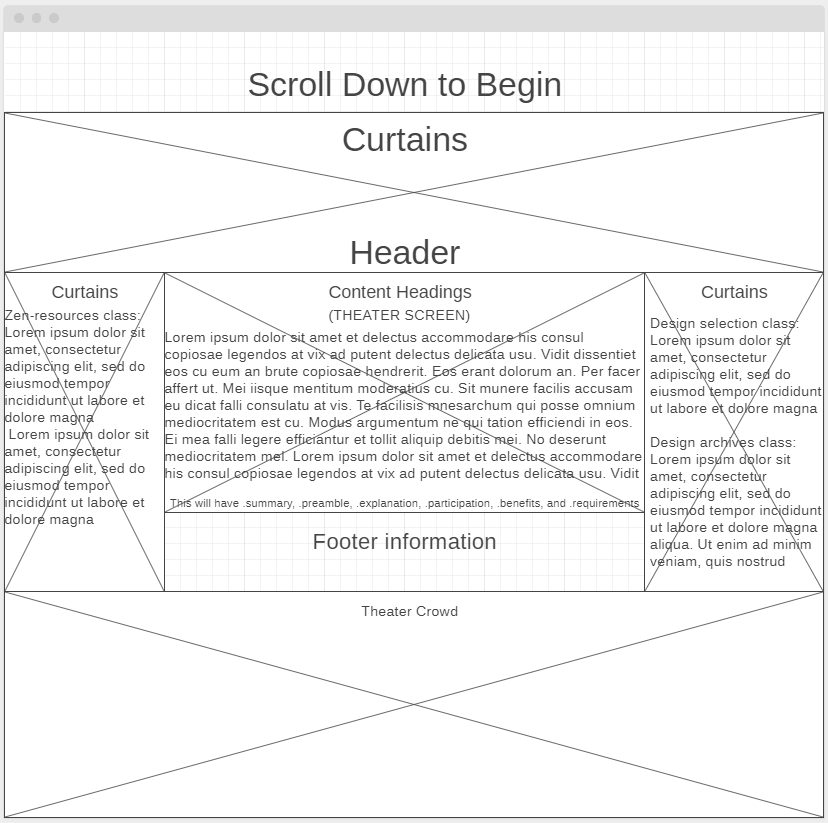 Scroll Down to Begin
Curtains
Header
Curtains
Zen-resources class:
Lorem ipsum dolor sit
amet, consectetur
adipiscing elit, sed do
eiusmod tempor
incididunt ut labore et
dolore magna
Lorem ipsum dolor sit
amet, consectetur
adipiscing elit, sed do
eiusmod tempor
incididunt ut labore et
dolore magna
Content Headings
(THEATER SCREEN)
Lorem ipsum dolor sit amet et delectus accommodare his consul
copiosae legendos at vix ad putent delectus delicata usu. Vidit dissentiet
eos cu eum an brute copiosae hendrerit. Eos erant dolorum an. Per facer
affert ut. Mei iisque mentitum moderatius cu. Sit munere facilis accusam
eu dicat falli consulatu at vis. Te facilisis mnesarchum qui posse omnium
mediocritatem est cu. Modus argumentum ne qui tation efficiendi in eos.
Ei mea falli legere efficiantur et tollit aliquip debitis mei. No deserunt
mediocritatem mel. Lorem ipsum dolor sit amet et delectus accommodare
his consul copiosae legendos at vix ad putent delectus delicata usu. Vidit
This will have .summary, .preamble, .explanation, .participation, .benefits, and .requirements
Footer information
Curtains
Design selection class:
Lorem ipsum dolor sit
amet, consectetur
adipiscing elit, sed do
eiusmod tempor incididunt
ut labore et dolore magna
Design archives class:
Lorem ipsum dolor sit
amet, consectetur
adipiscing elit, sed do
eiusmod tempor incididunt
ut labore et dolore magna
aliqua. Ut enim ad minim
veniam, quis nostrud
Theater Crowd